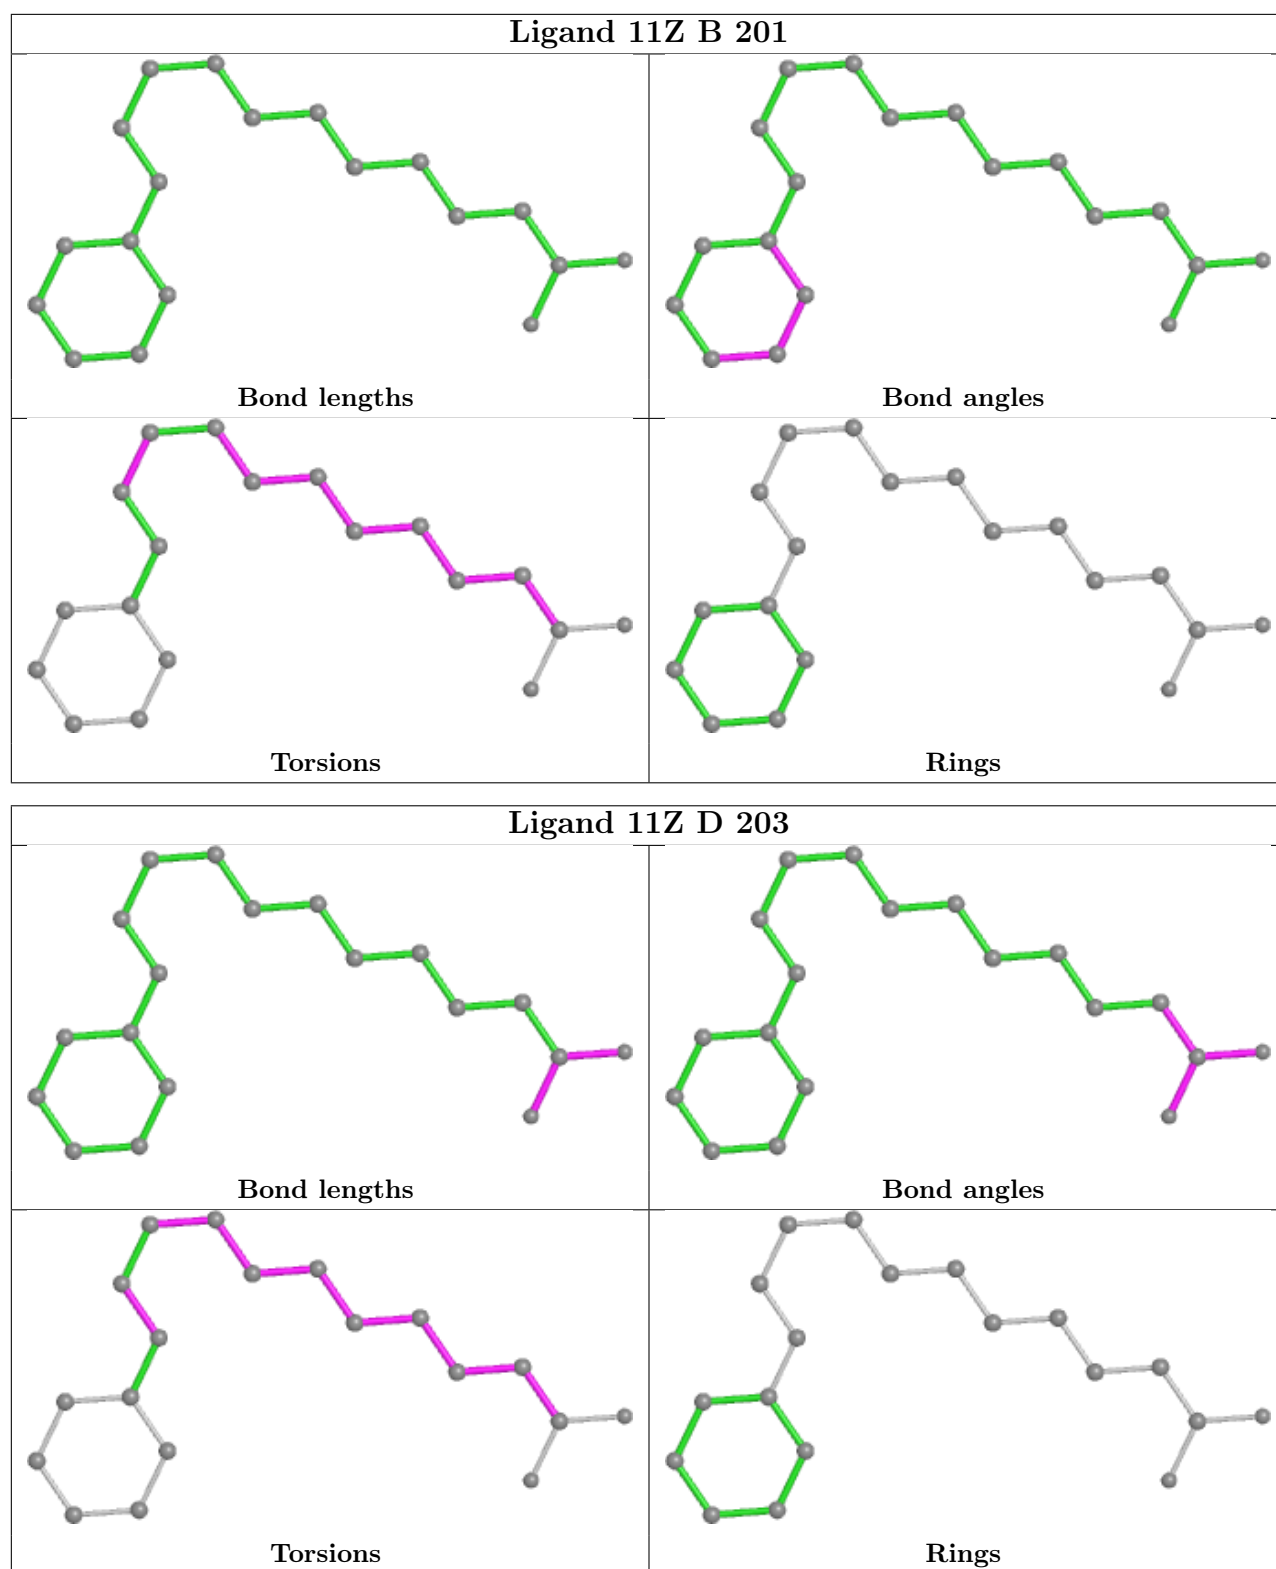 Ligand 11Z B 201
Bond lengths
Bond angles
Torsions
Rings
Ligand 11Z D 203
Bond lengths
Bond angles
Torsions
Rings